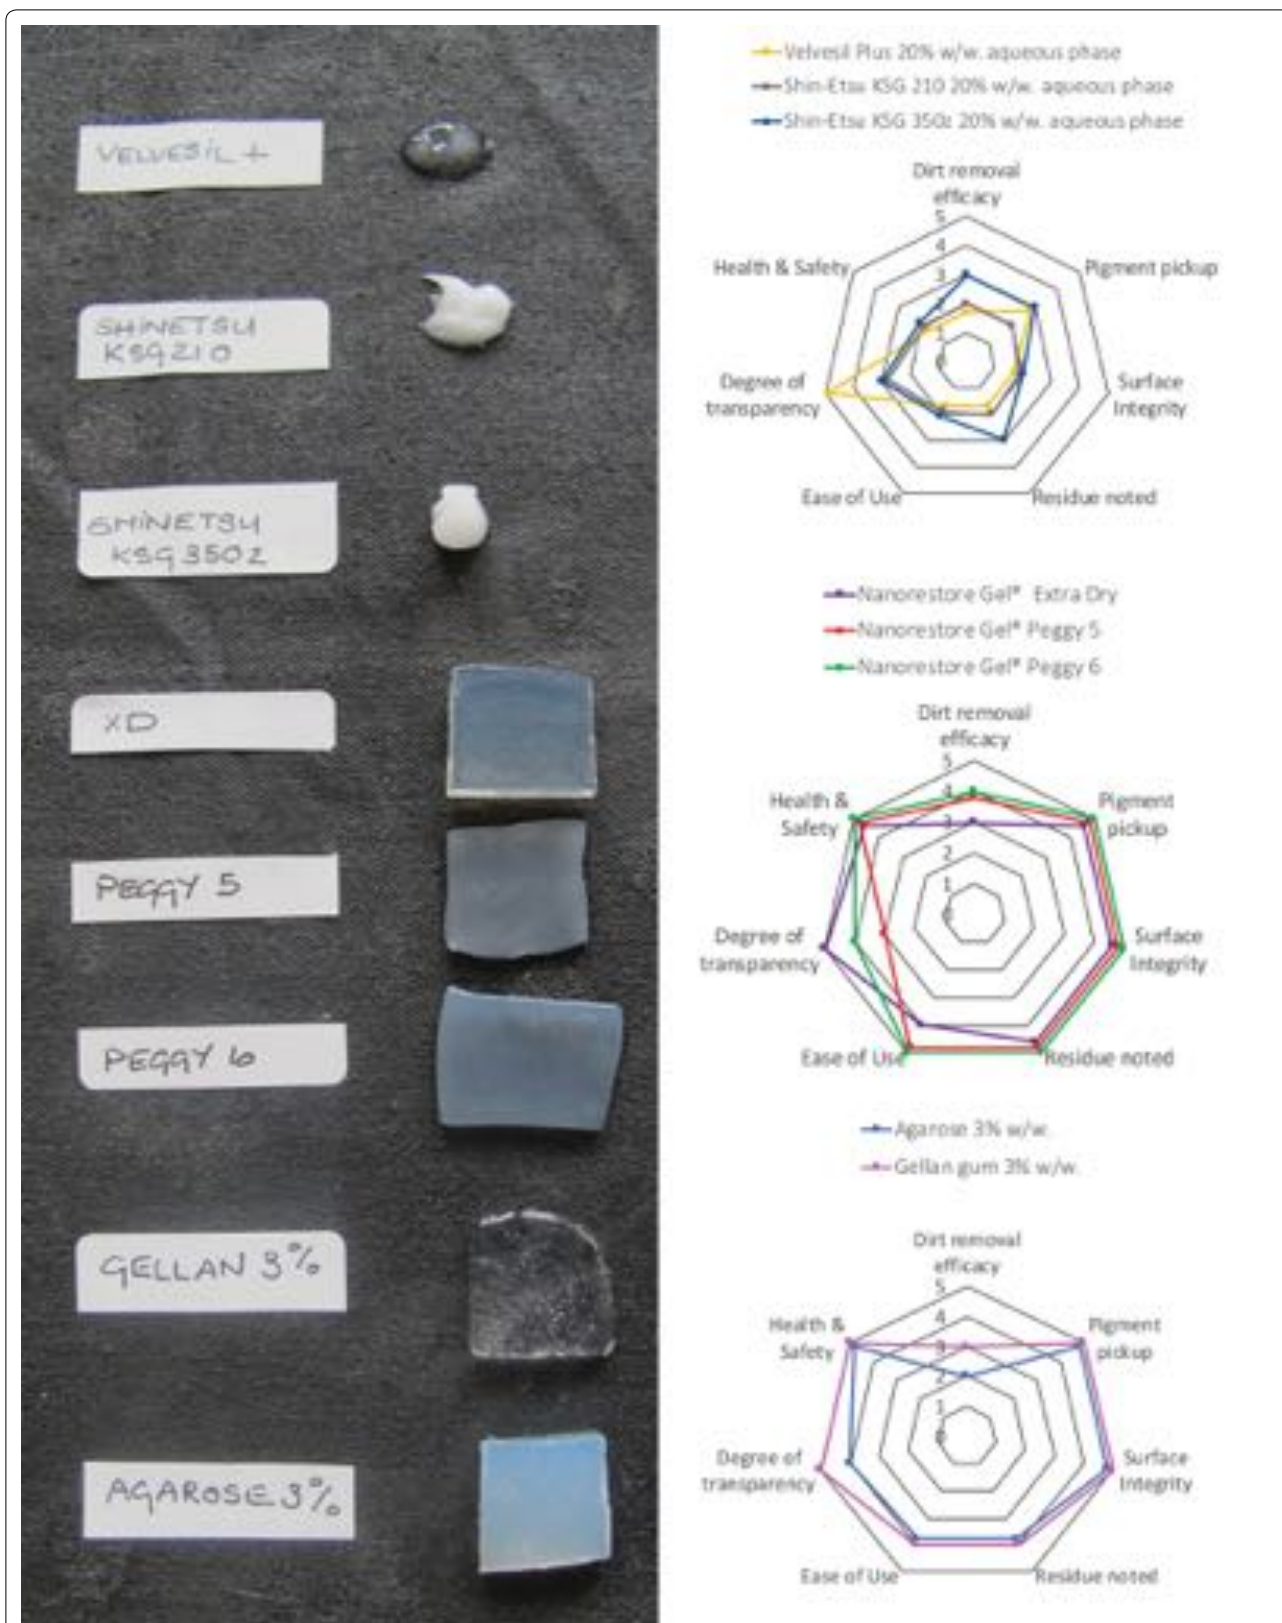 VELVESIL +
SHINETSU
KSG210
SHINETSU
KSG350Z
XD
PEGGY 5
PEGGY 6
GELLAN 3%
AGAROSE 3%
Velvesil Plus 20% w/w. aqueous phase
Shin-Etsu KSG 210 20% w/w. aqueous phase
Shin-Etsu KSG 350z 20% w/w. aqueous phase
Dirt removal
efficacy
5
4
3
1
0
Health & Safety
Pigment pickup
Degree of
transparency
Surface
Integrity
Ease of Use
Residue noted
Nanorestore Gel® Extra Dry
Nanorestore Gel® Peggy 5
Nanorestore Gel® Peggy 6
Dirt removal
efficacy
5
4
3
2
1
0
Health &
Safety
Pigment
pickup
Degree of
transparency
Surface
Integrity
Ease of Use
Residue noted
Agarose 3% w/w.
Gellan gum 3% w/w.
Dirt removal
efficacy
5
4
3
2
1
0
Health &
Safety
Pigment
pickup
Degree of
transparency
Surface
Integrity
Ease of Use
Residue noted